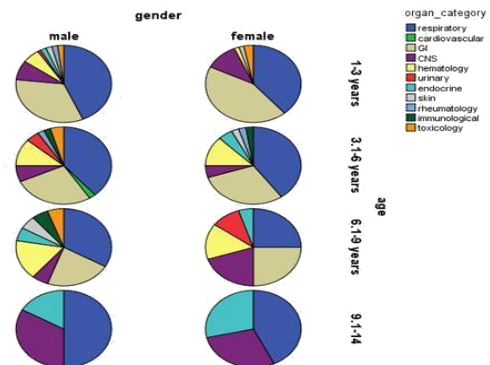 gender
male
female
organ_category
respiratory
cardiovascular
GI
CNS
hematology
urinary
endocrine
skin
rheumatology
immunological
toxicology
1-3 years
3.1-6 years
6.1-9 years
9.1-14
age